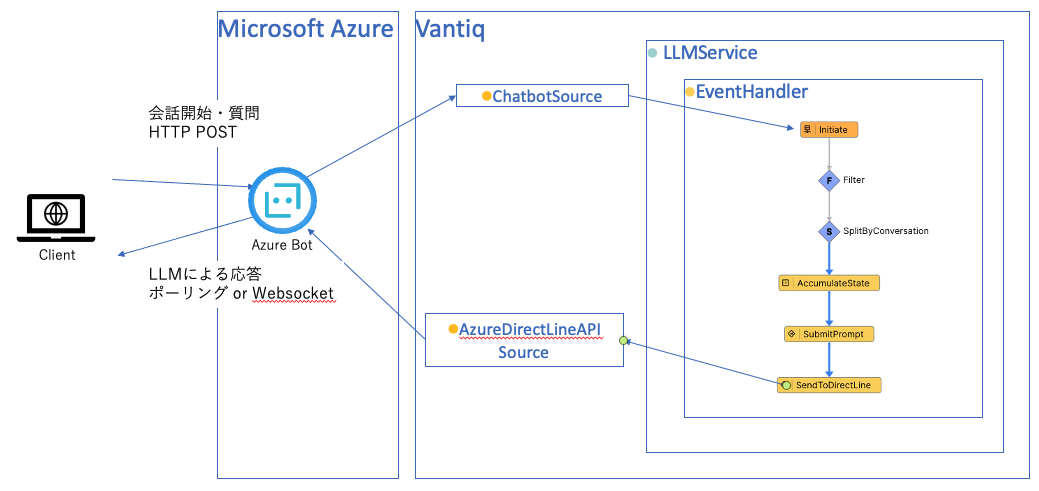 Microsoft Azure
Vantiq
LLMService
EventHandler
ChatbotSource
会話開始・質問
HTTP POST
Initiate
Filter
SplitByConversation
Azure Bot
Client
LLMによる応答
ポーリング or Websocket
AccumulateState
AzureDirectLineAPI
Source
SubmitPrompt
SendToDirectLine
F
S